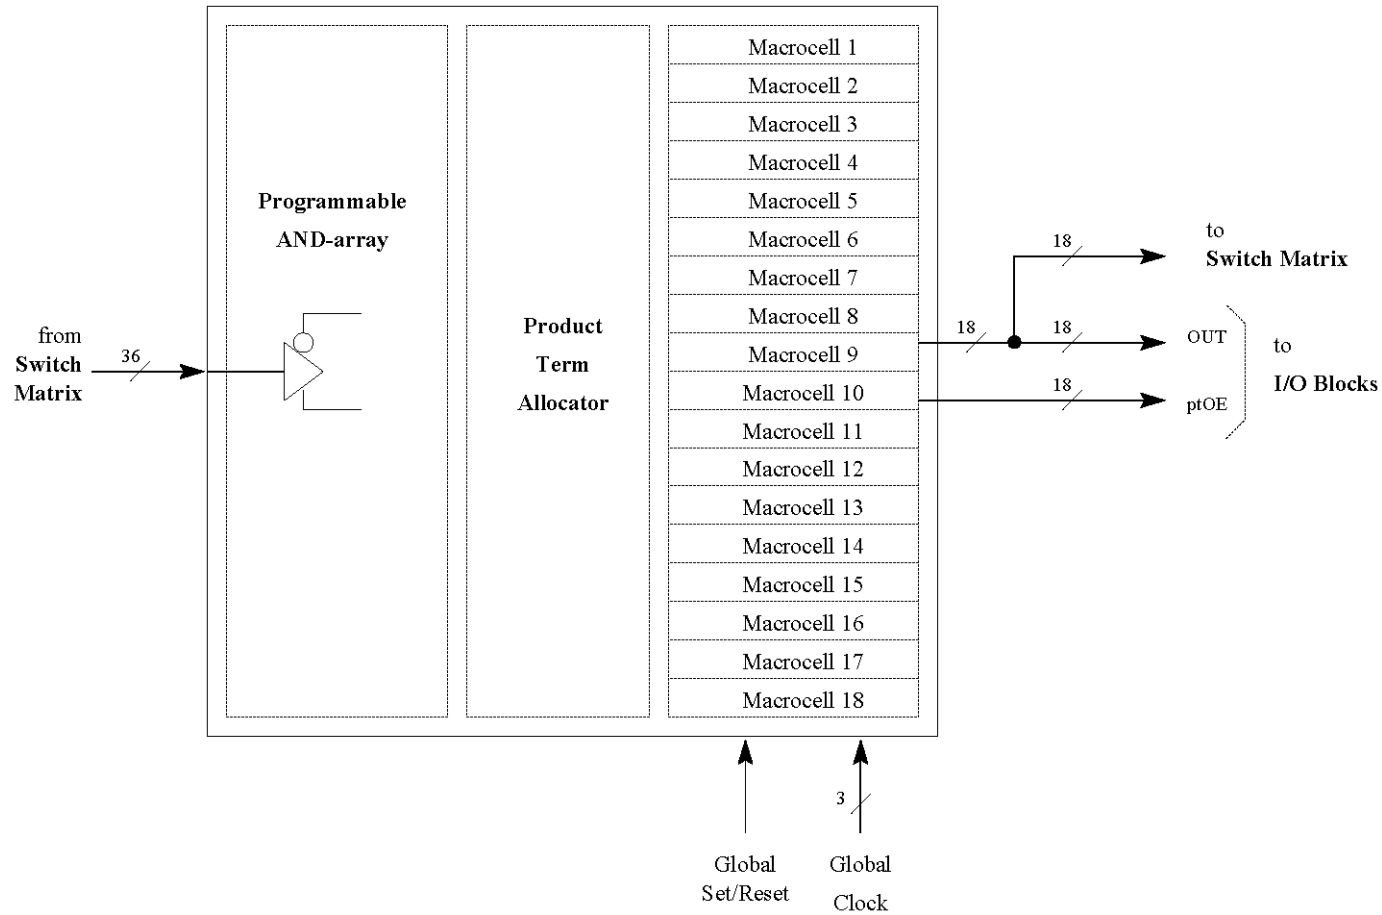 from
Switch
Matrix
36
Programmable
AND-array
Product
Term
Allocator
Macrocell 1
Macrocell 2
Macrocell 3
Macrocell 4
Macrocell 5
Macrocell 6
Macrocell 7
Macrocell 8
Macrocell 9
Macrocell 10
Macrocell 11
Macrocell 12
Macrocell 13
Macrocell 14
Macrocell 15
Macrocell 16
Macrocell 17
Macrocell 18
18
to
Switch Matrix
18
18
OUT
18
ptOE
to
I/O Blocks
3
Global
Set/Reset
Global
Clock